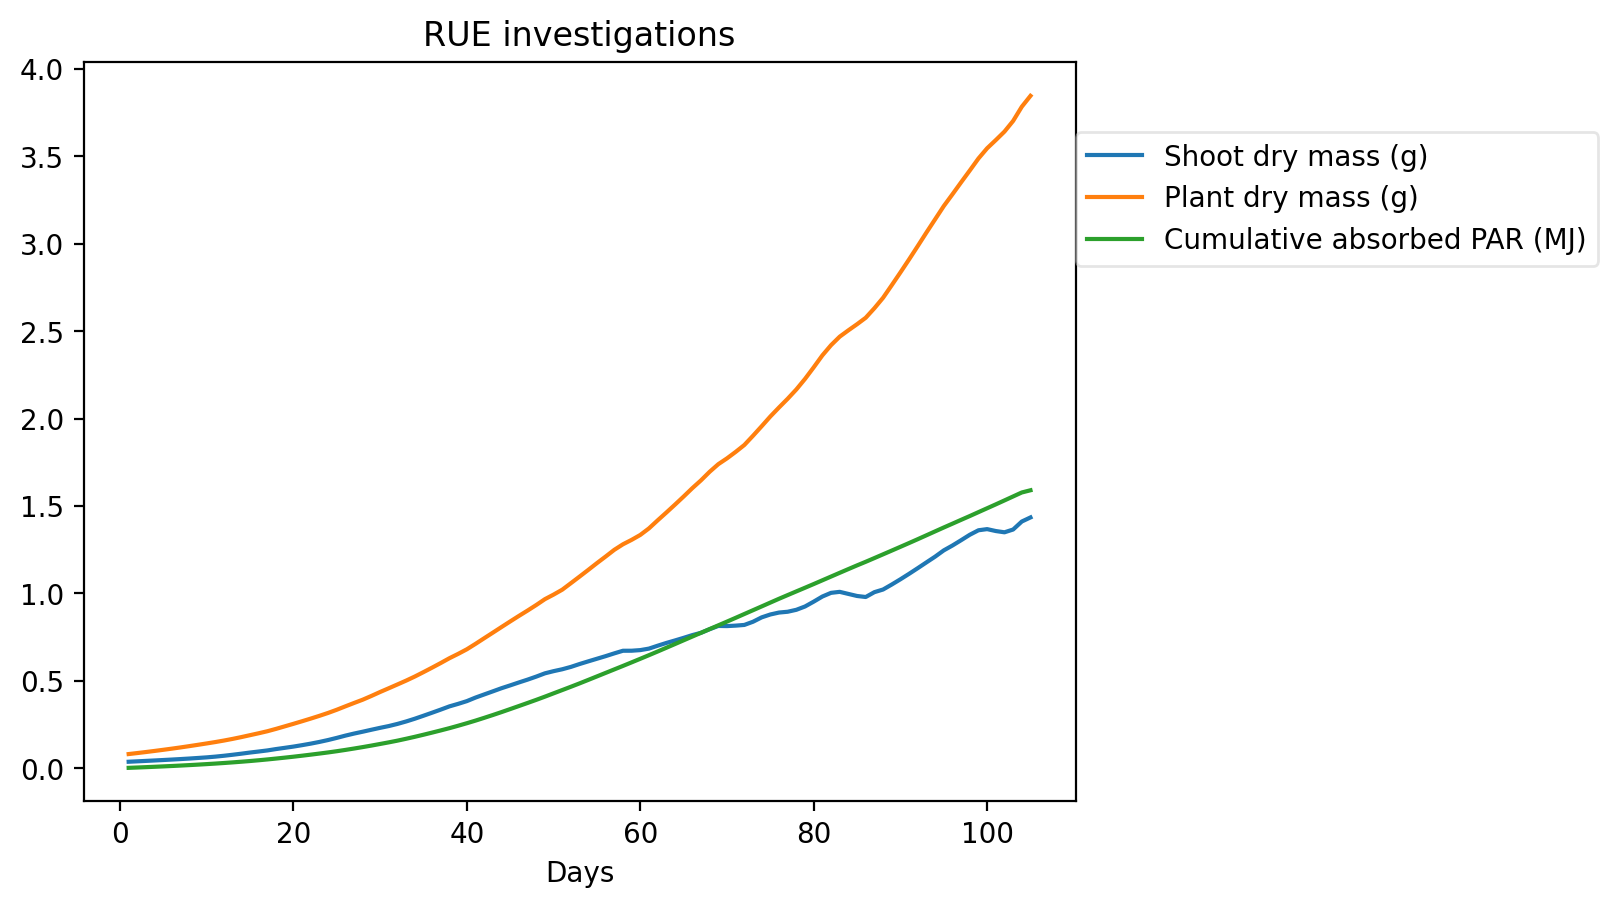 RUE investigations
4.0
3.5
3.0
2.5
2.0
1.5
1.0
0.5
0.0
0 20 40 60 80 100
Days
Shoot dry mass (g)
Plant dry mass (g)
Cumulative absorbed PAR (MJ)